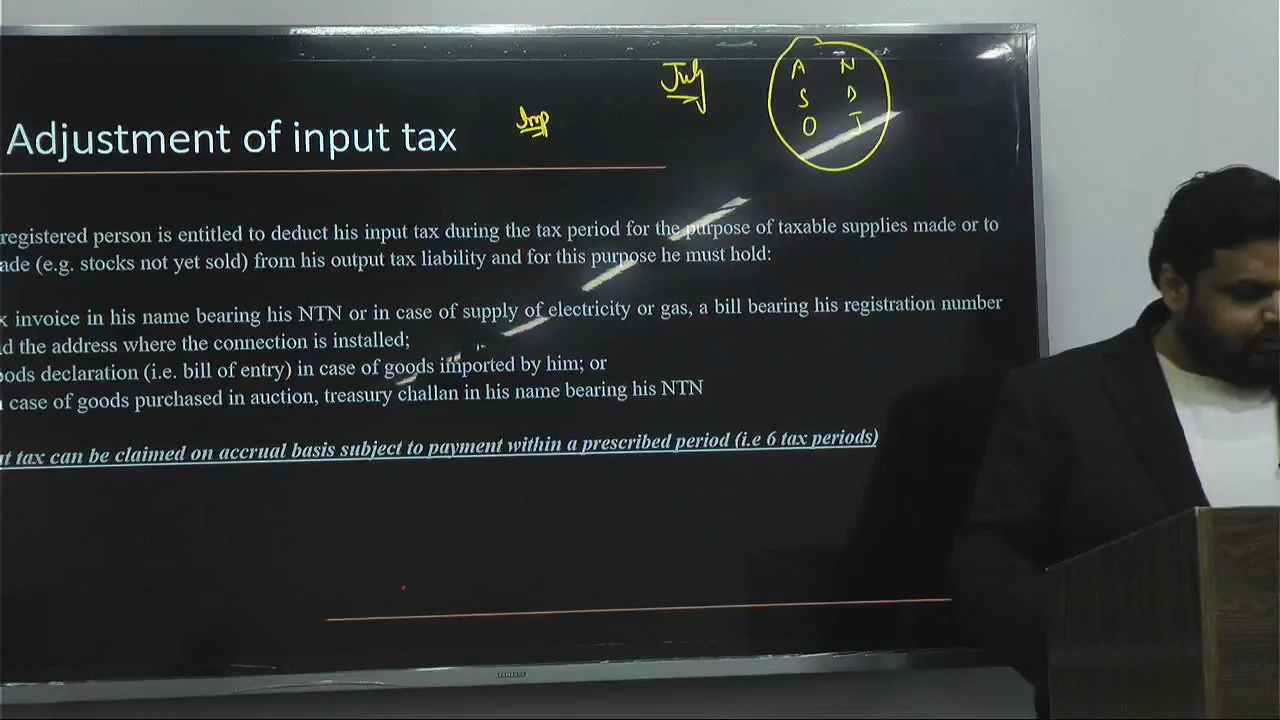 July
A N
S D
O J
Imp
Adjustment of input tax
registered person is entitled to deduct his input tax during the tax period for the purpose of taxable supplies made or to
ade (e.g. stocks not yet sold) from his output tax liability and for this purpose he must hold:
x invoice in his name bearing his NTN or in case of supply of electricity or gas, a bill bearing his registration number
d the address where the connection is installed;
oods declaration (i.e. bill of entry) in case of goods imported by him; or
case of goods purchased in auction, treasury challan in his name bearing his NTN
t tax can be claimed on accrual basis subject to payment within a prescribed period (i.e 6 tax periods)
SAMSUNG